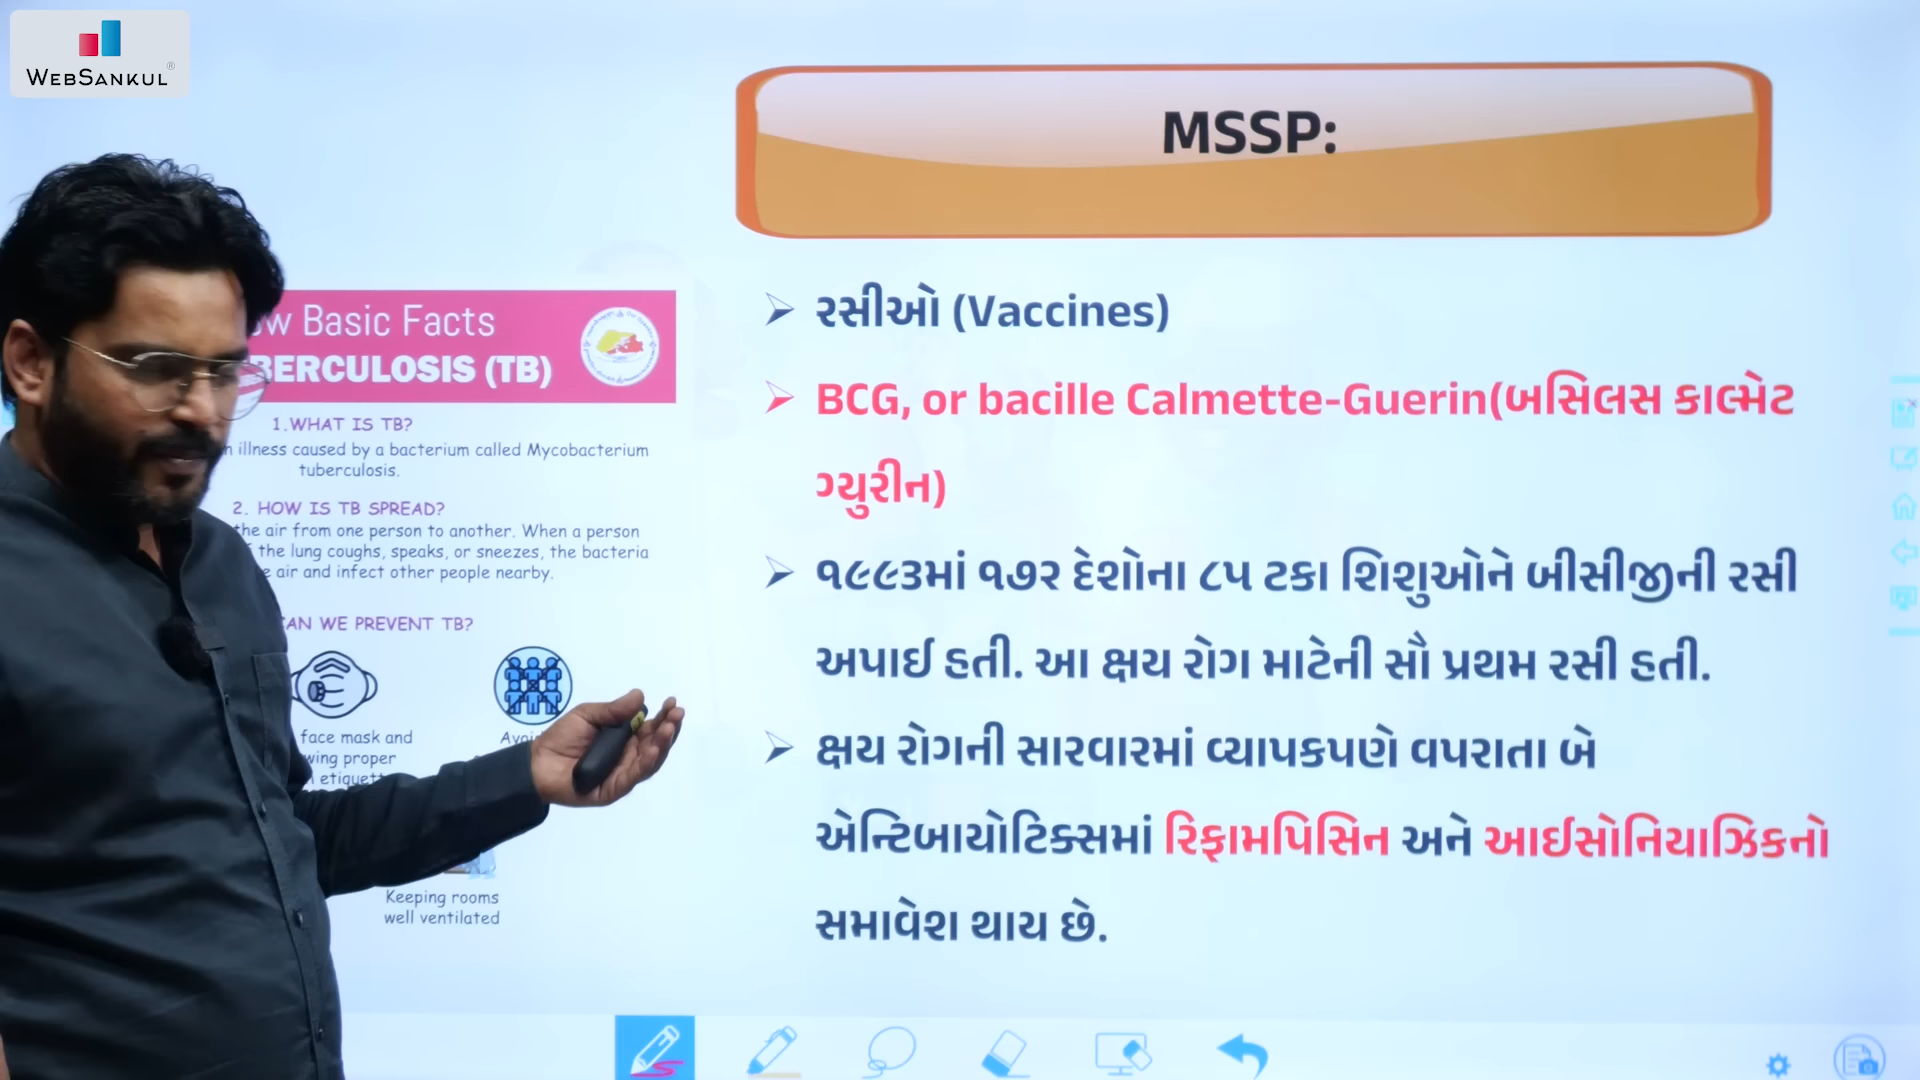 WEBSANKUL
MSSP:
Basic Facts
(TB)
1.WHAT IS TB?
illness caused by a bacterium called Mycobacterium
tuberculosis.
2. HOW IS TB SPREAD?
the air from one person to another. When a person
the lung coughs, speaks, or sneezes, the bacteria
air and infect other people nearby.
WE PREVENT TB?
face mask and
proper
Keeping rooms
well ventilated
રસીઓ (Vaccines)
BCG, or bacille Calmette-Guerin(બસિલસ કાલ્મેટ
ગ્યુરીન)
૧૯૯૩માં ૧૭૨ દેશોના ૮૫ ટકા શિશુઓને બીસીજીની રસી
અપાઈ હતી. આ ક્ષય રોગ માટેની સૌ પ્રથમ રસી હતી.
ક્ષય રોગની સારવારમાં વ્યાપકપણે વપરાતા બે
એન્ટિબાયોટિક્સમાં રિફામપિસિન અને આઈસોનિયાઝિકનો
સમાવેશ થાય છે.